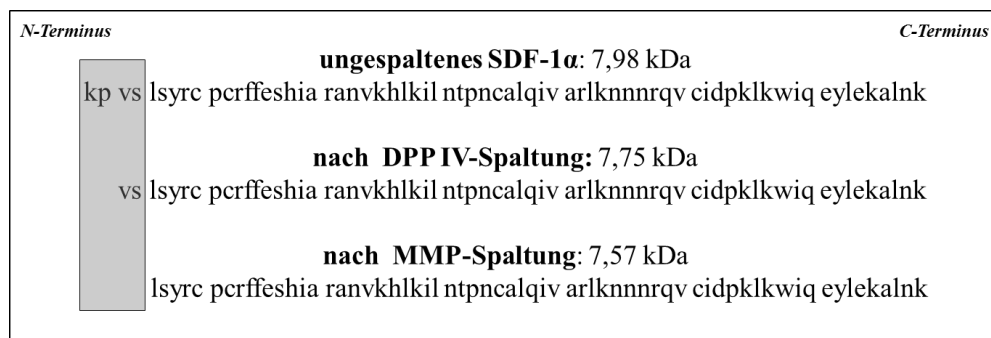 N-Terminus C-Terminus
ungespaltenes SDF-1α: 7,98 kDa
kp vs lsyrc pcrffeshia ranvkhlkil ntpncalqiv arlknnnrqv cidpklkwiq eylekalnk
nach DPP IV-Spaltung: 7,75 kDa
vs lsyrc pcrffeshia ranvkhlkil ntpncalqiv arlknnnrqv cidpklkwiq eylekalnk
nach MMP-Spaltung: 7,57 kDa
lsyrc pcrffeshia ranvkhlkil ntpncalqiv arlknnnrqv cidpklkwiq eylekalnk